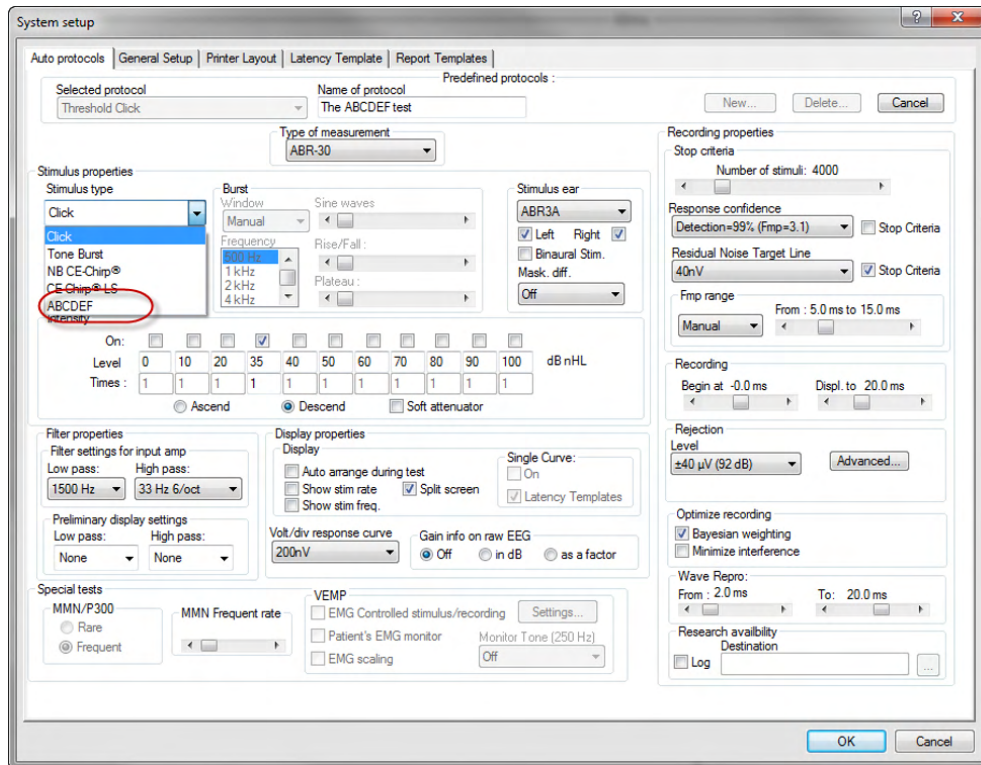 System setup
?
X
Auto protocols General Setup Printer Layout Latency Template Report Templates
Predefined protocols :
Selected protocol
Threshold Click
Name of protocol
The ABCDEF test
New... Delete... Cancel
Type of measurement
ABR-30
Stimulus properties
Stimulus type
Click
Click
Tone Burst
NB CE-Chirp®
CE-Chirp® LS
ABCDEF
Burst
Window
Manual
Frequency
500 Hz
1 kHz
2 kHz
4 kHz
Sine waves
Rise/Fall :
Plateau :
Stimulus ear
ABR3A
Left Right
Binaural Stim.
Mask. diff.
Off
Intensity
On:
Level 0 10 20 35 40 50 60 70 80 90 100 dB nHL
Times : 1 1 1 1 1 1 1 1 1 1 1
Ascend Descend Soft attenuator
Filter properties
Filter settings for input amp
Low pass: High pass:
1500 Hz 33 Hz 6/oct
Preliminary display settings
Low pass: High pass:
None None
Display properties
Display
Auto arrange during test
Show stim rate Split screen
Show stim freq.
Single Curve:
On
Latency Templates
Volt/div response curve
200nV
Gain info on raw EEG
Off in dB as a factor
Special tests
MMN/P300
Rare
Frequent
MMN Frequent rate
VEMP
EMG Controlled stimulus/recording Settings...
Patient's EMG monitor
EMG scaling
Monitor Tone (250 Hz)
Off
Recording properties
Stop criteria
Number of stimuli: 4000
Response confidence
Detection=99% (Fmp=3.1) Stop Criteria
Residual Noise Target Line
40nV Stop Criteria
Fmp range
From : 5.0 ms to 15.0 ms
Manual
Recording
Begin at -0.0 ms Displ. to 20.0 ms
Rejection
Level
±40 µV (92 dB) Advanced...
Optimize recording
Bayesian weighting
Minimize interference
Wave Repro:
From : 2.0 ms To: 20.0 ms
Research availbility
Destination
Log ...
OK Cancel